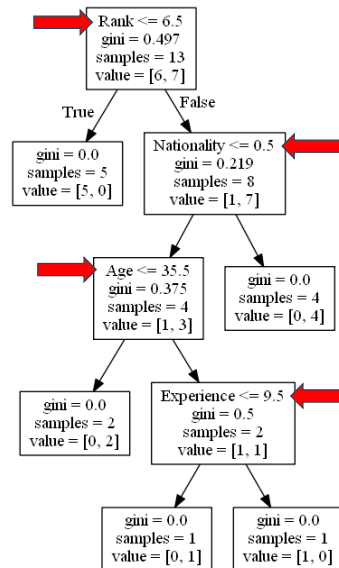 Rank <= 6.5
gini = 0.497
samples = 13
value = [6, 7]
True
False
gini = 0.0
samples = 5
value = [5, 0]
Nationality <= 0.5
gini = 0.219
samples = 8
value = [1, 7]
Age <= 35.5
gini = 0.375
samples = 4
value = [1, 3]
gini = 0.0
samples = 4
value = [0, 4]
gini = 0.0
samples = 2
value = [0, 2]
Experience <= 9.5
gini = 0.5
samples = 2
value = [1, 1]
gini = 0.0
samples = 1
value = [0, 1]
gini = 0.0
samples = 1
value = [1, 0]